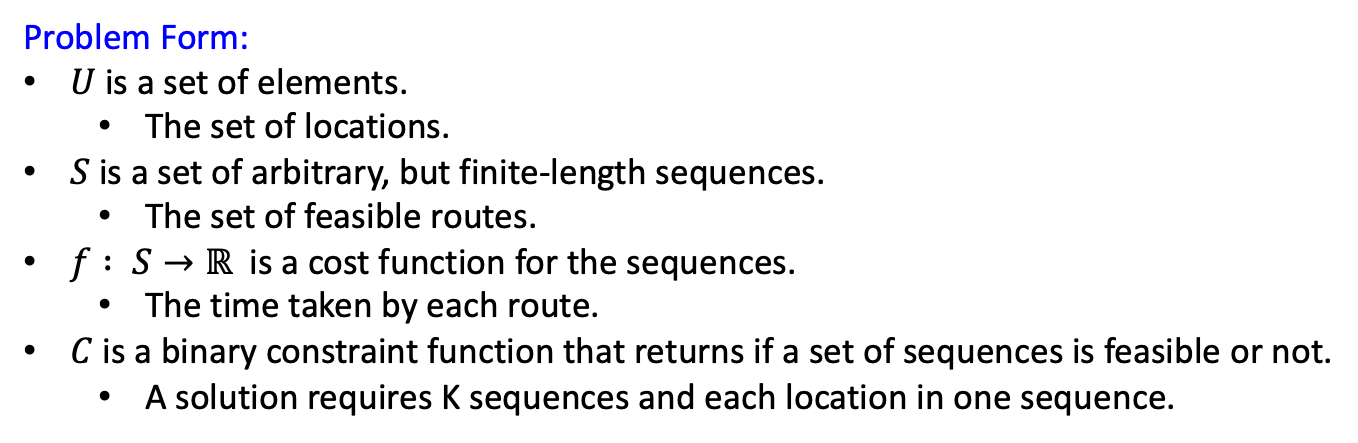 Problem Form:
• U is a set of elements.
• The set of locations.
• S is a set of arbitrary, but finite-length sequences.
• The set of feasible routes.
• f : S → ℝ is a cost function for the sequences.
• The time taken by each route.
• C is a binary constraint function that returns if a set of sequences is feasible or not.
• A solution requires K sequences and each location in one sequence.